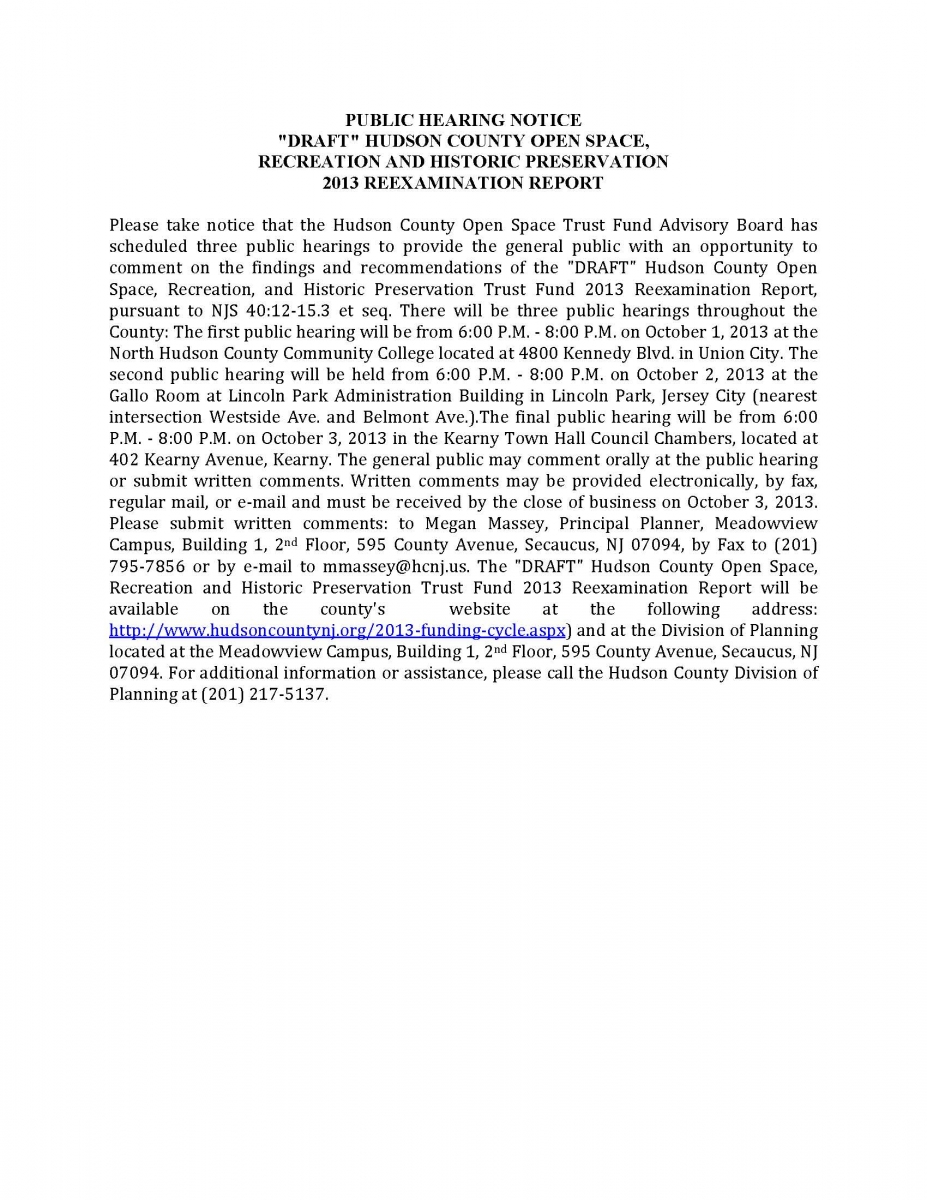 PUBLIC HEARING NOTICE
"DRAFT" HUDSON COUNTY OPEN SPACE,
RECREATION AND HISTORIC PRESERVATION
2013 REEXAMINATION REPORT
Please take notice that the Hudson County Open Space Trust Fund Advisory Board has
scheduled three public hearings to provide the general public with an opportunity to
comment on the findings and recommendations of the "DRAFT" Hudson County Open
Space, Recreation, and Historic Preservation Trust Fund 2013 Reexamination Report,
pursuant to NJS 40:12-15.3 et seq. There will be three public hearings throughout the
County: The first public hearing will be from 6:00 P.M. - 8:00 P.M. on October 1, 2013 at the
North Hudson County Community College located at 4800 Kennedy Blvd. in Union City. The
second public hearing will be held from 6:00 P.M. - 8:00 P.M. on October 2, 2013 at the
Gallo Room at Lincoln Park Administration Building in Lincoln Park, Jersey City (nearest
intersection Westside Ave. and Belmont Ave.).The final public hearing will be from 6:00
P.M. - 8:00 P.M. on October 3, 2013 in the Kearny Town Hall Council Chambers, located at
402 Kearny Avenue, Kearny. The general public may comment orally at the public hearing
or submit written comments. Written comments may be provided electronically, by fax,
regular mail, or e-mail and must be received by the close of business on October 3, 2013.
Please submit written comments: to Megan Massey, Principal Planner, Meadowview
Campus, Building 1, 2nd Floor, 595 County Avenue, Secaucus, NJ 07094, by Fax to (201)
795-7856 or by e-mail to mmassey@hcnj.us. The "DRAFT" Hudson County Open Space,
Recreation and Historic Preservation Trust Fund 2013 Reexamination Report will be
available on the county's website at the following address:
http://www.hudsoncountynj.org/2013-funding-cycle.aspx) and at the Division of Planning
located at the Meadowview Campus, Building 1, 2nd Floor, 595 County Avenue, Secaucus, NJ
07094. For additional information or assistance, please call the Hudson County Division of
Planning at (201) 217-5137.